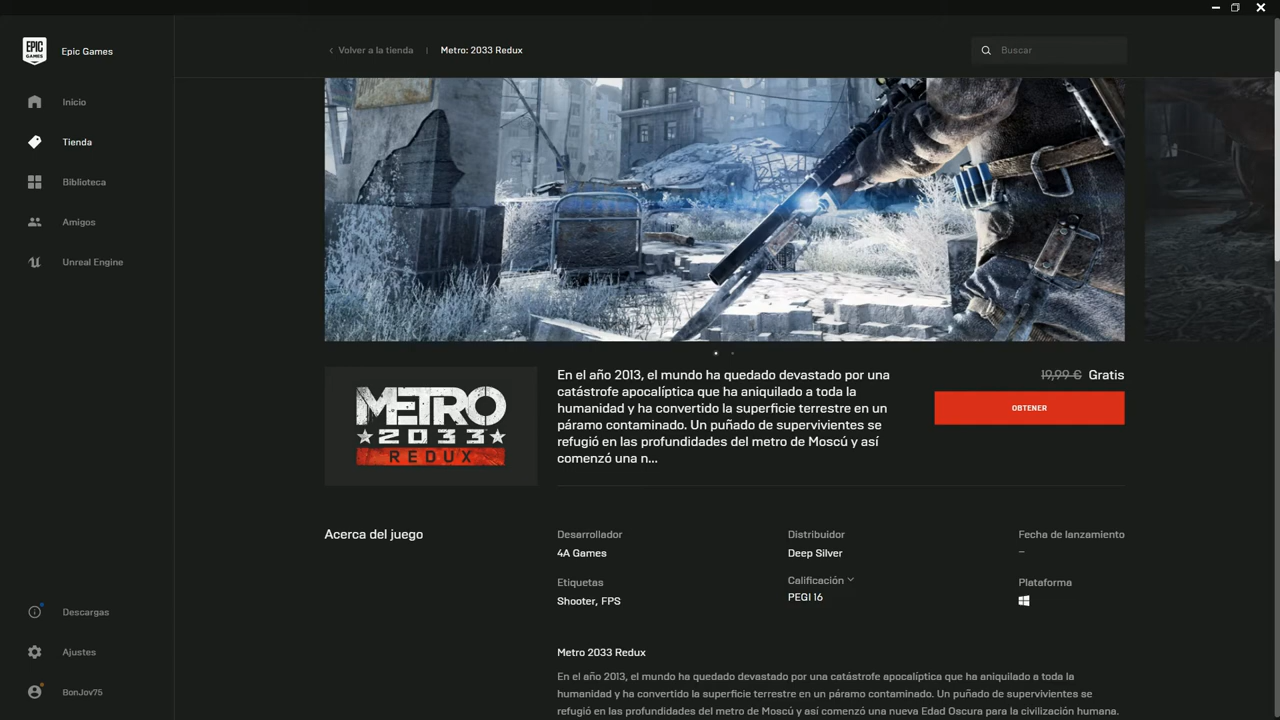 EPIC
GAMES
Epic Games
Inicio
Tienda
Biblioteca
Amigos
Unreal Engine
Descargas
Ajustes
BonJov75
Volver a la tienda | Metro: 2033 Redux
Buscar
METRO
2033
REDUX
En el año 2013, el mundo ha quedado devastado por una
catástrofe apocalíptica que ha aniquilado a toda la
humanidad y ha convertido la superficie terrestre en un
páramo contaminado. Un puñado de supervivientes se
refugió en las profundidades del metro de Moscú y así
comenzó una n...
19,99 € Gratis
OBTENER
Acerca del juego
Desarrollador
4A Games
Distribuidor
Deep Silver
Fecha de lanzamiento
–
Etiquetas
Shooter, FPS
Calificación
PEGI 16
Plataforma
Metro 2033 Redux
En el año 2013, el mundo ha quedado devastado por una catástrofe apocalíptica que ha aniquilado a toda la
humanidad y ha convertido la superficie terrestre en un páramo contaminado. Un puñado de supervivientes se
refugió en las profundidades del metro de Moscú y así comenzó una nueva Edad Oscura para la civilización humana.